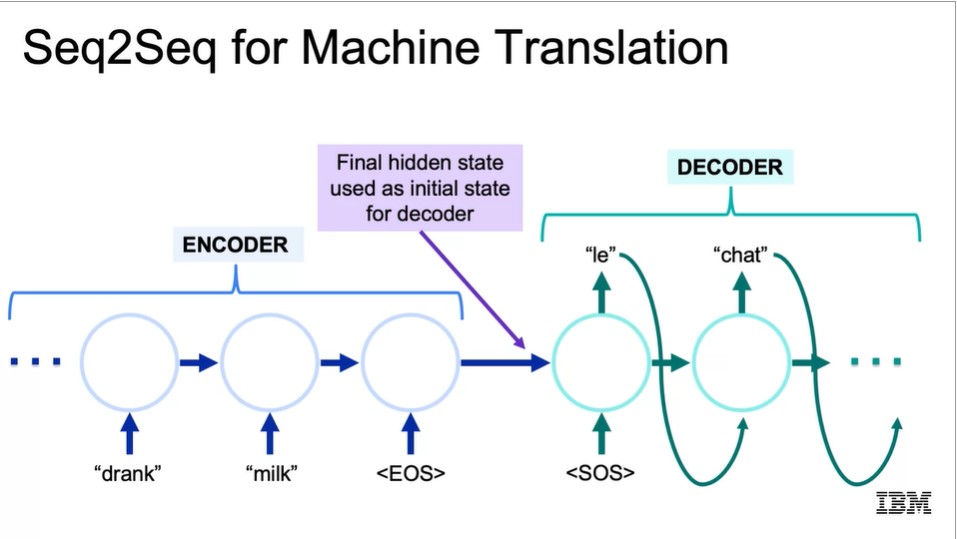 Seq2Seq for Machine Translation
Final hidden state
used as initial state
for decoder
DECODER
ENCODER
“le”
“chat”
“drank”
“milk”
<EOS>
<SOS>
IBM